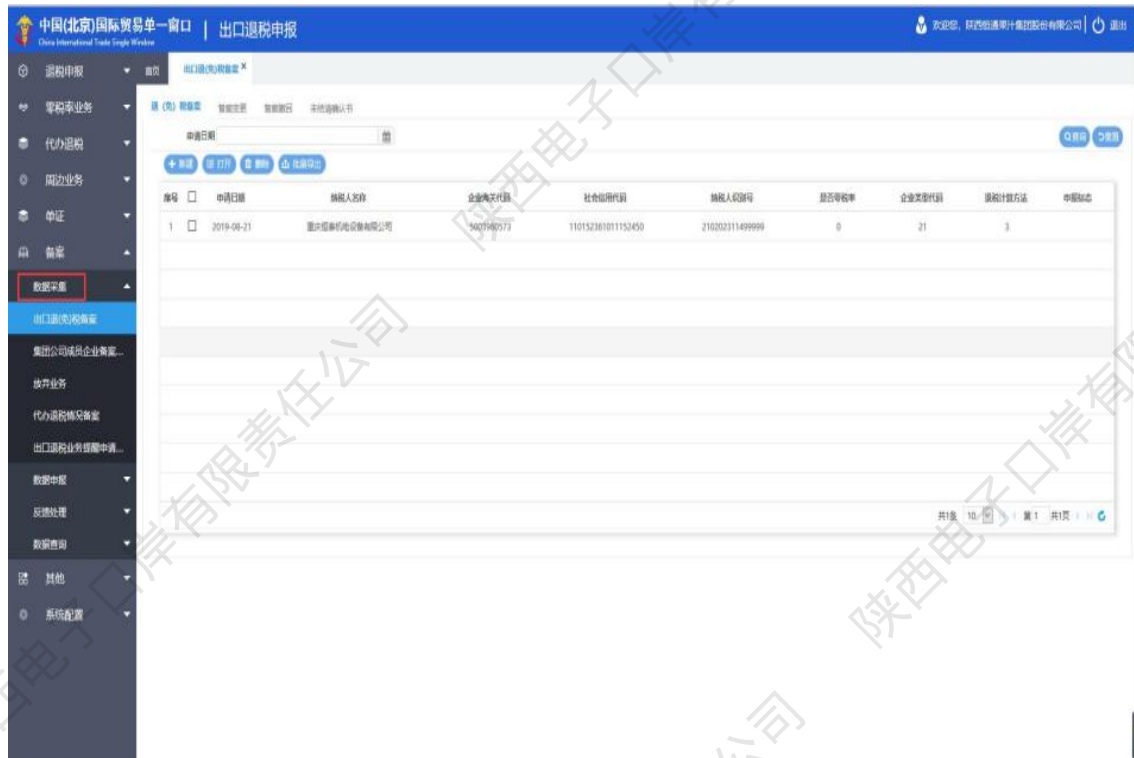 中国(北京)国际贸易单一窗口 | 出口退税申报
China International Trade Single Window
欢迎您，陕西恒通果汁集团股份有限公司 退出
退税申报
零税率业务
代办退税
周边业务
单证
备案
数据采集
出口退(免)税备案
集团公司成员企业备案...
放弃业务
代办退税情况备案
出口退税业务提醒申请...
数据申报
反馈处理
数据查询
其他
系统配置
首页 出口退(免)税备案 X
退（免）税备案 备案变更 备案撤回 未结清确认书
申请日期
查询 重置
新建 打开 删除 批量导出
序号 申请日期 纳税人名称 企业海关代码 社会信用代码 纳税人识别号 是否零税率 企业类型代码 退税计算方法 申报标志
1 2019-08-21 5001960573 110152361011152450 210202311499999 0 21 3
共1条 10 第 1 共1页
陕西电子口岸有限责任公司